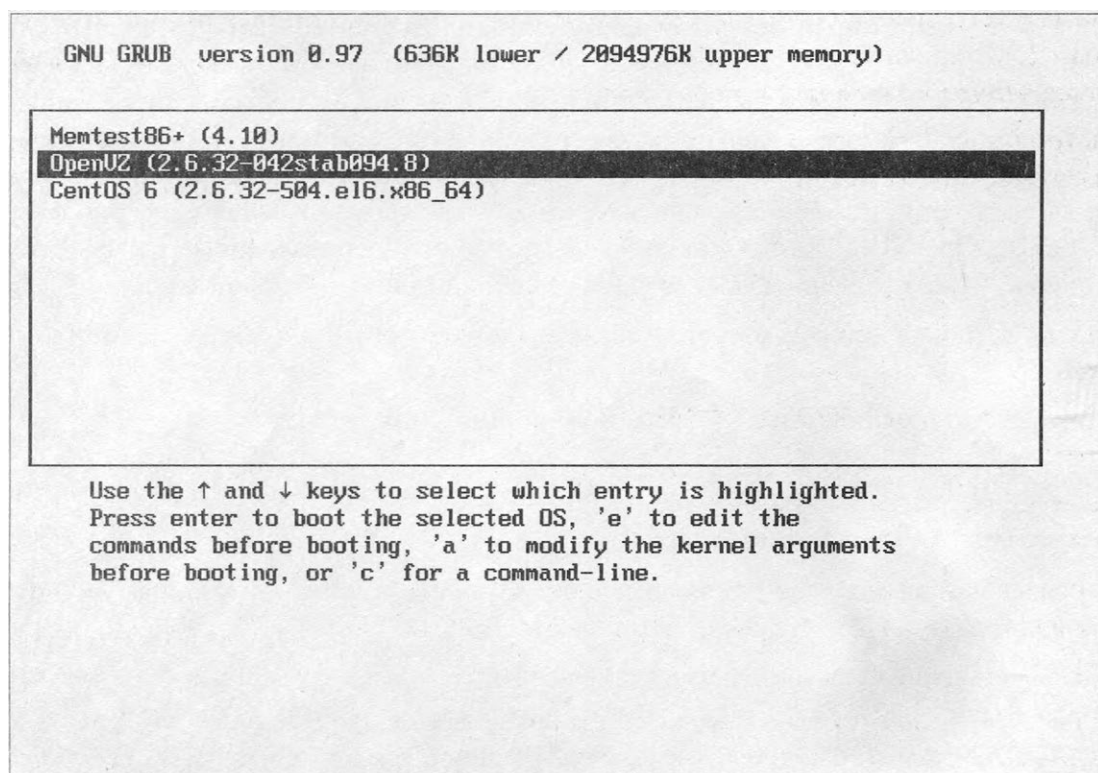 GNU GRUB  version 0.97  (636K lower / 2094976K upper memory)
Memtest86+ (4.10)
OpenVZ (2.6.32-042stab094.8)
CentOS 6 (2.6.32-504.el6.x86_64)
Use the ↑ and ↓ keys to select which entry is highlighted.
Press enter to boot the selected OS, 'e' to edit the
commands before booting, 'a' to modify the kernel arguments
before booting, or 'c' for a command-line.